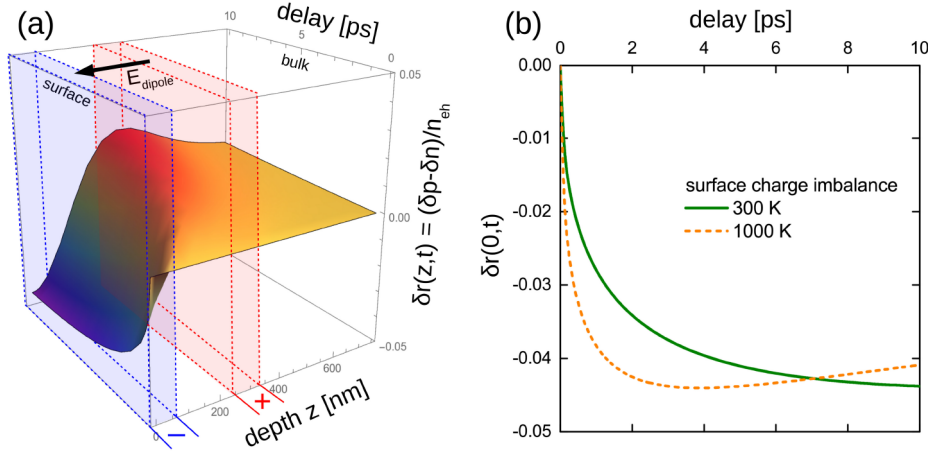 (a)
delay [ps]
10
5
0
bulk
E dipole
surface
0.05
0.00
−0.05
δr(z,t) = (δp-δn)/n_eh
0
200
400
600
depth z [nm]
−
+
(b)
delay [ps]
0
2
4
6
8
10
0.00
-0.01
-0.02
-0.03
-0.04
-0.05
δr(0,t)
surface charge imbalance
300 K
1000 K